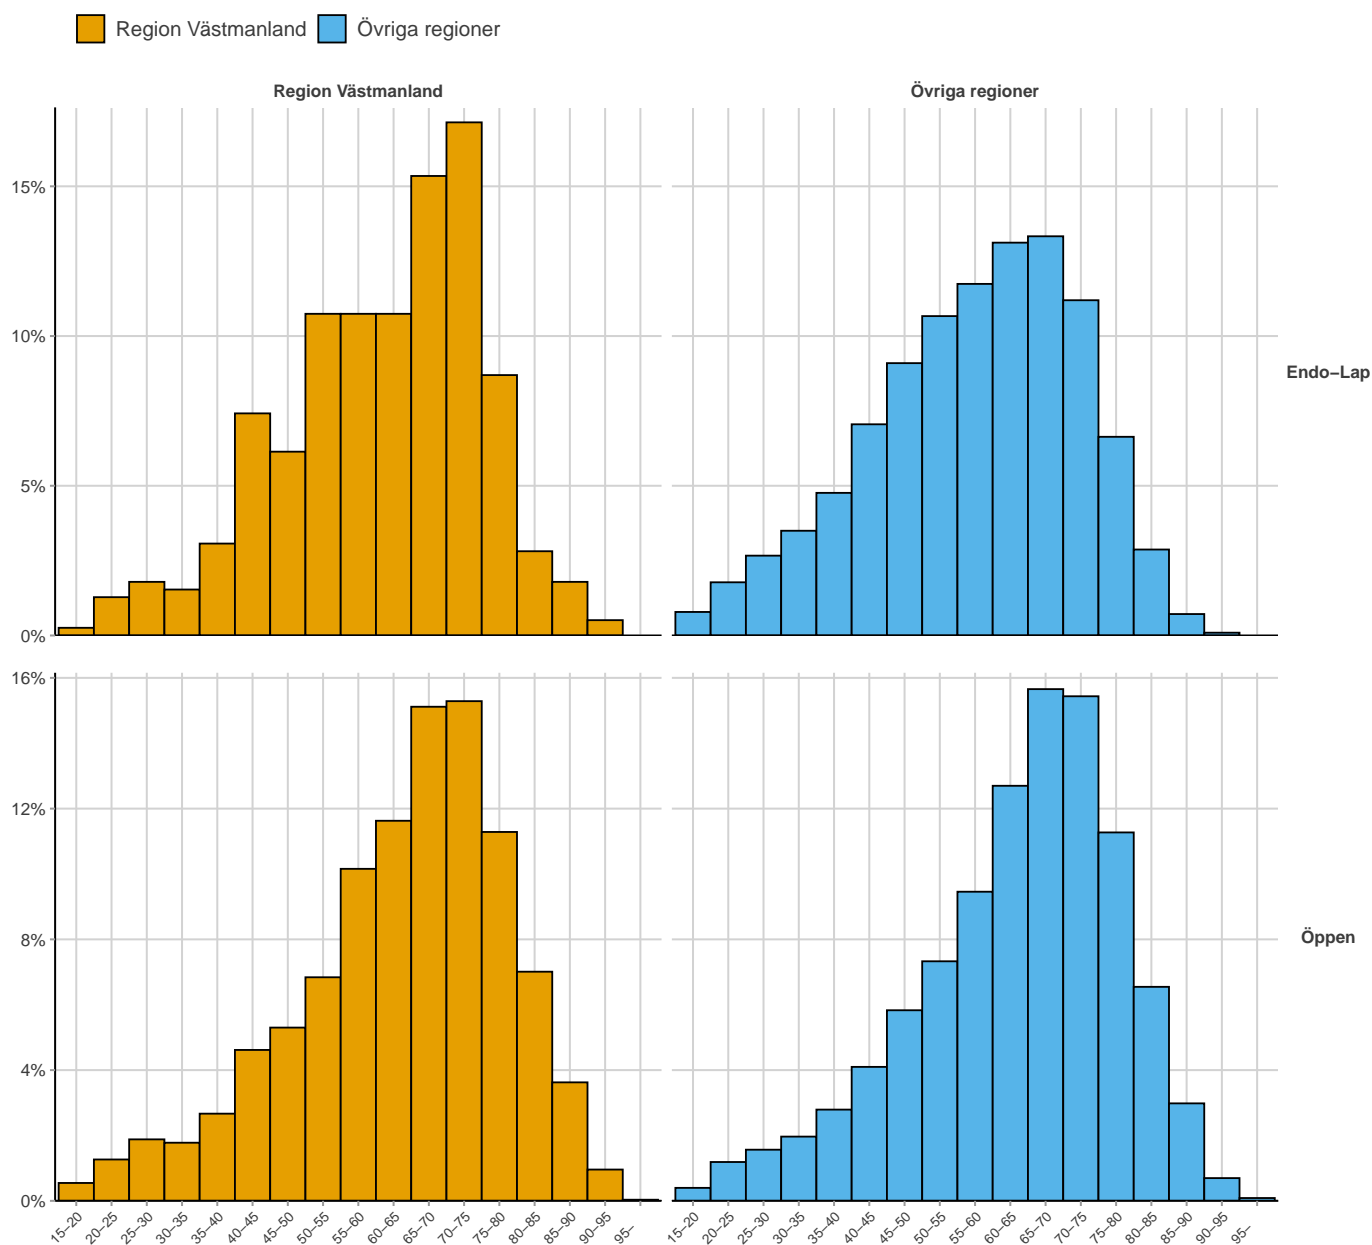 Region Västmanland Övriga regioner
Region Västmanland Övriga regioner
15%
10%
5%
0%
Endo–Lap
16%
12%
8%
4%
0%
Öppen
15–20 20–25 25–30 30–35 35–40 40–45 45–50 50–55 55–60 60–65 65–70 70–75 75–80 80–85 85–90 90–95 95–
15–20 20–25 25–30 30–35 35–40 40–45 45–50 50–55 55–60 60–65 65–70 70–75 75–80 80–85 85–90 90–95 95–